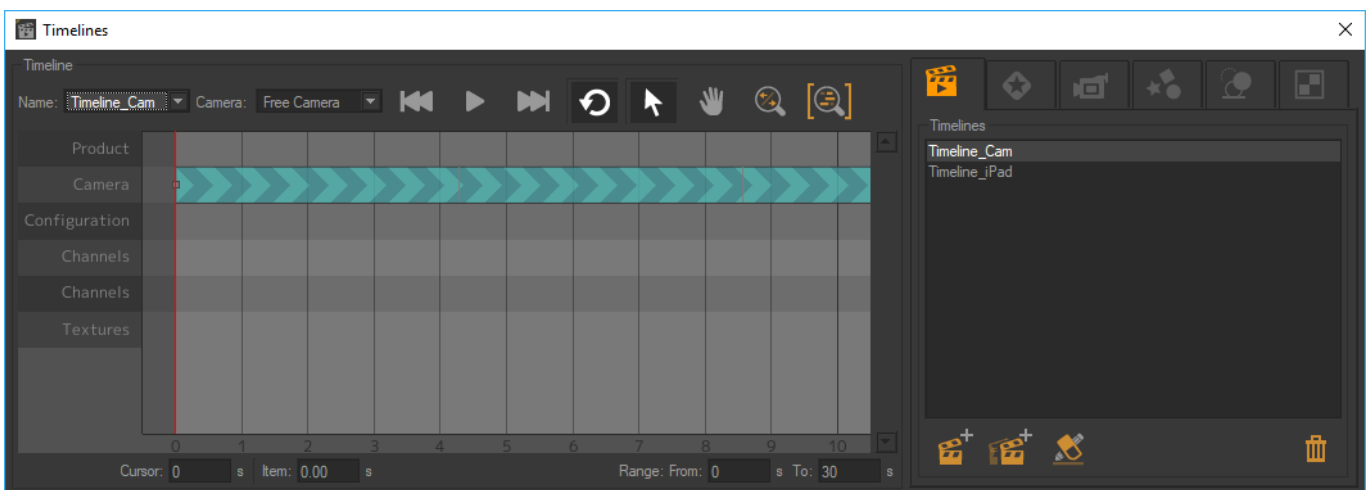 Timelines
Timeline
Name: Timeline_Cam Camera: Free Camera
Product
Camera
Configuration
Channels
Channels
Textures
0 1 2 3 4 5 6 7 8 9 10
Cursor: 0 s Item: 0.00 s Range: From: 0 s To: 30 s
Timelines
Timeline_Cam
Timeline_iPad